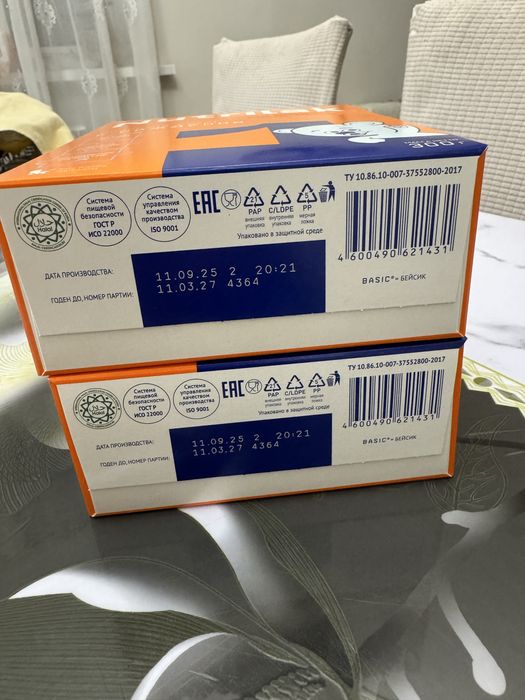 Система
пищевой
безопасности
ГОСТ Р
ИСО 22000
Система
управления
качеством
производства
ISO 9001
Halal
EAC
21
PAP
внешняя
упаковка
C/LDPE
внутренняя
упаковка
5
PP
мерная
ложка
Упаковано в защитной среде
ТУ 10.86.10-007-37552800-2017
4 600490 621431
BASIC®– БЕЙСИК
ДАТА ПРОИЗВОДСТВА:
ГОДЕН ДО, НОМЕР ПАРТИИ:
11.09.25 2 20:21
11.03.27 4364
Halal
Система
пищевой
безопасности
ГОСТ Р
ИСО 22000
Система
управления
качеством
производства
ISO 9001
EAC
21
PAP
внешняя
упаковка
C/LDPE
внутренняя
упаковка
5
PP
мерная
ложка
Упаковано в защитной среде
ТУ 10.86.10-007-37552800-2017
4 600490 621431
BASIC®– БЕЙСИК
ДАТА ПРОИЗВОДСТВА:
ГОДЕН ДО, НОМЕР ПАРТИИ:
11.09.25 2 20:21
11.03.27 4364